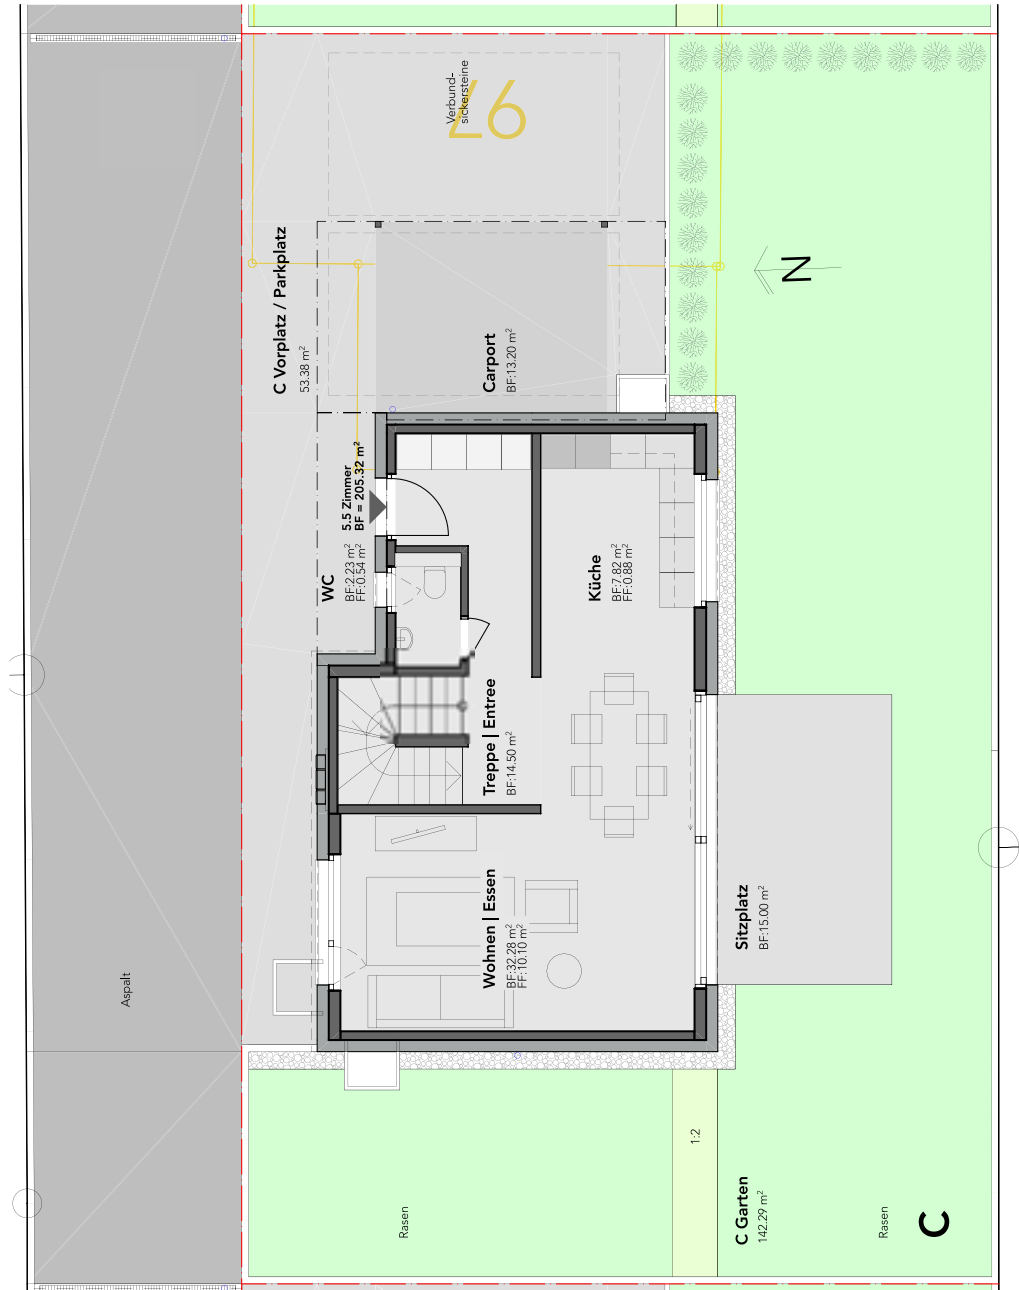 Verbund-
sickersteine
97
C Vorplatz / Parkplatz
53.38 m²
Carport
BF:13.20 m²
N
5.5 Zimmer
BF = 205.32 m²
WC
BF:2.23 m²
FF:0.54 m²
Küche
BF:7.82 m²
FF:0.88 m²
Treppe | Entree
BF:14.50 m²
Wohnen | Essen
BF:32.28 m²
FF:10.10 m²
Sitzplatz
BF:15.00 m²
Aspalt
1:2
C Garten
142.29 m²
Rasen
Rasen
C